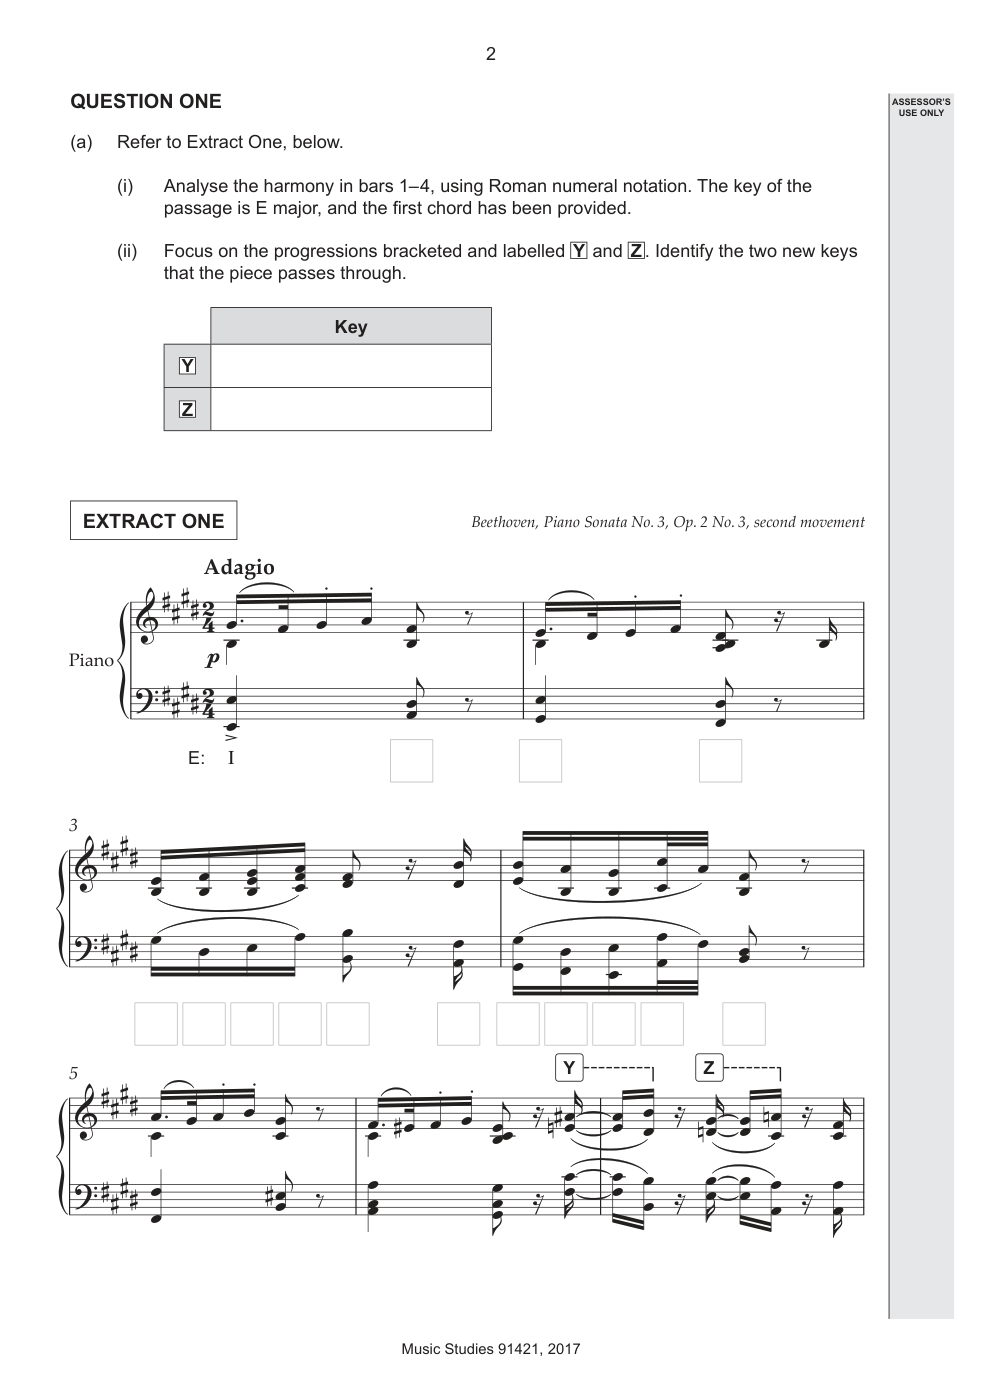 2
QUESTION ONE
ASSESSOR'S
USE ONLY
(a) Refer to Extract One, below.
(i) Analyse the harmony in bars 1–4, using Roman numeral notation. The key of the
passage is E major, and the first chord has been provided.
(ii) Focus on the progressions bracketed and labelled Y and Z. Identify the two new keys
that the piece passes through.
Key
Y
Z
EXTRACT ONE
Beethoven, Piano Sonata No. 3, Op. 2 No. 3, second movement
Adagio
Piano
2
4
p
2
4
E: I
3
5
Y
Z
Music Studies 91421, 2017